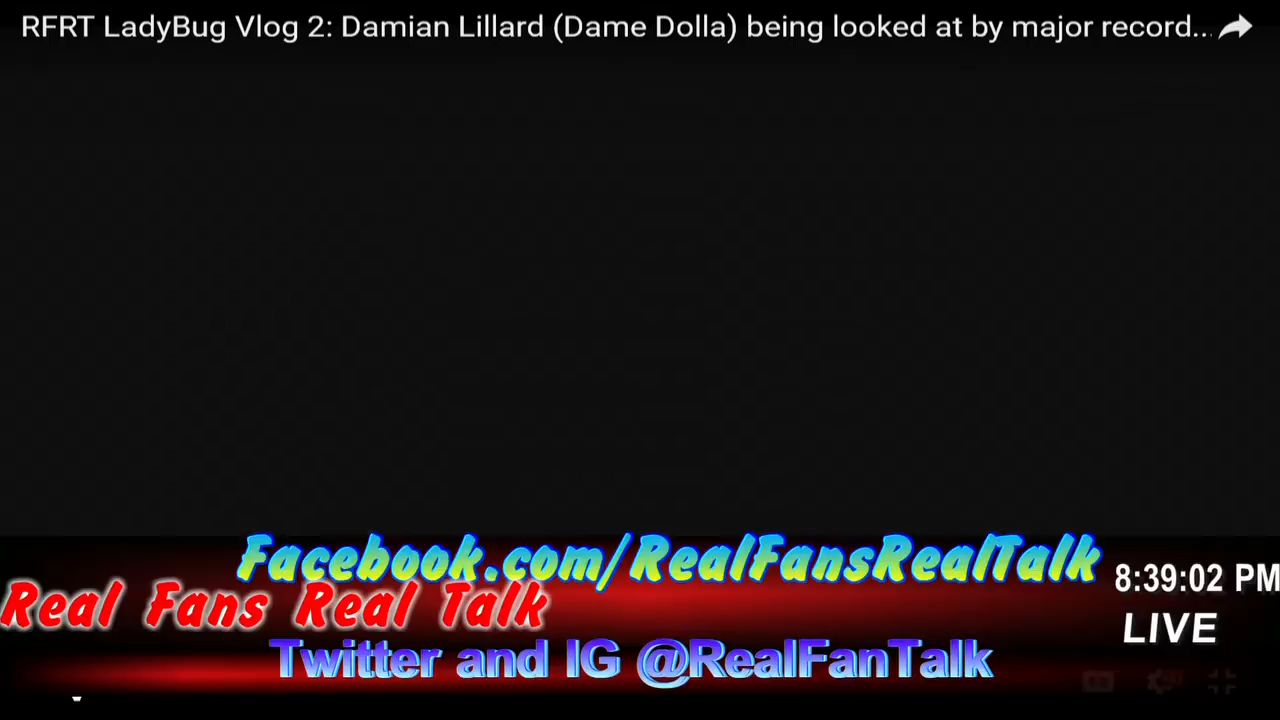 RFRT LadyBug Vlog 2: Damian Lillard (Dame Dolla) being looked at by major record...
Facebook.com/RealFansRealTalk
8:39:02 PM
Real Fans Real Talk
LIVE
Twitter and IG @RealFanTalk